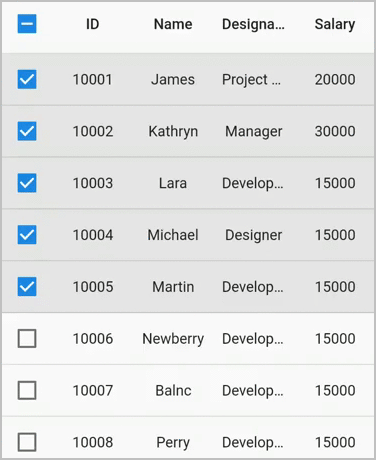 ID Name Designa... Salary
10001 James Project ... 20000
10002 Kathryn Manager 30000
10003 Lara Develop... 15000
10004 Michael Designer 15000
10005 Martin Develop... 15000
10006 Newberry Develop... 15000
10007 Balnc Develop... 15000
10008 Perry Develop... 15000